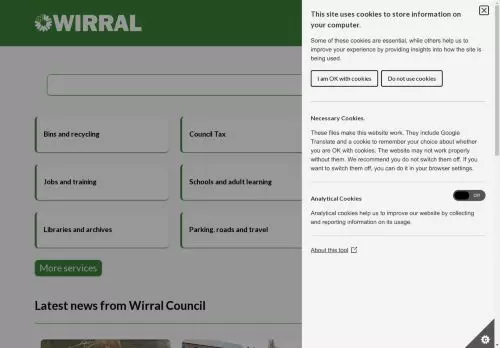 WIRRAL
Bins and recycling
Council Tax
Jobs and training
Schools and adult learning
Libraries and archives
Parking, roads and travel
More services
Latest news from Wirral Council
This site uses cookies to store information on
your computer.
Some of these cookies are essential, while others help us to
improve your experience by providing insights into how the site is
being used.
I am OK with cookies
Do not use cookies
Necessary Cookies.
These files make this website work. They include Google
Translate and a cookie to remember your choice about whether
you are OK with cookies. The website may not work properly
without them. We recommend you do not switch them off. If you
want to switch them off, you can do it in your browser settings.
Analytical Cookies
Off
Analytical cookies help us to improve our website by collecting
and reporting information on its usage.
About this tool